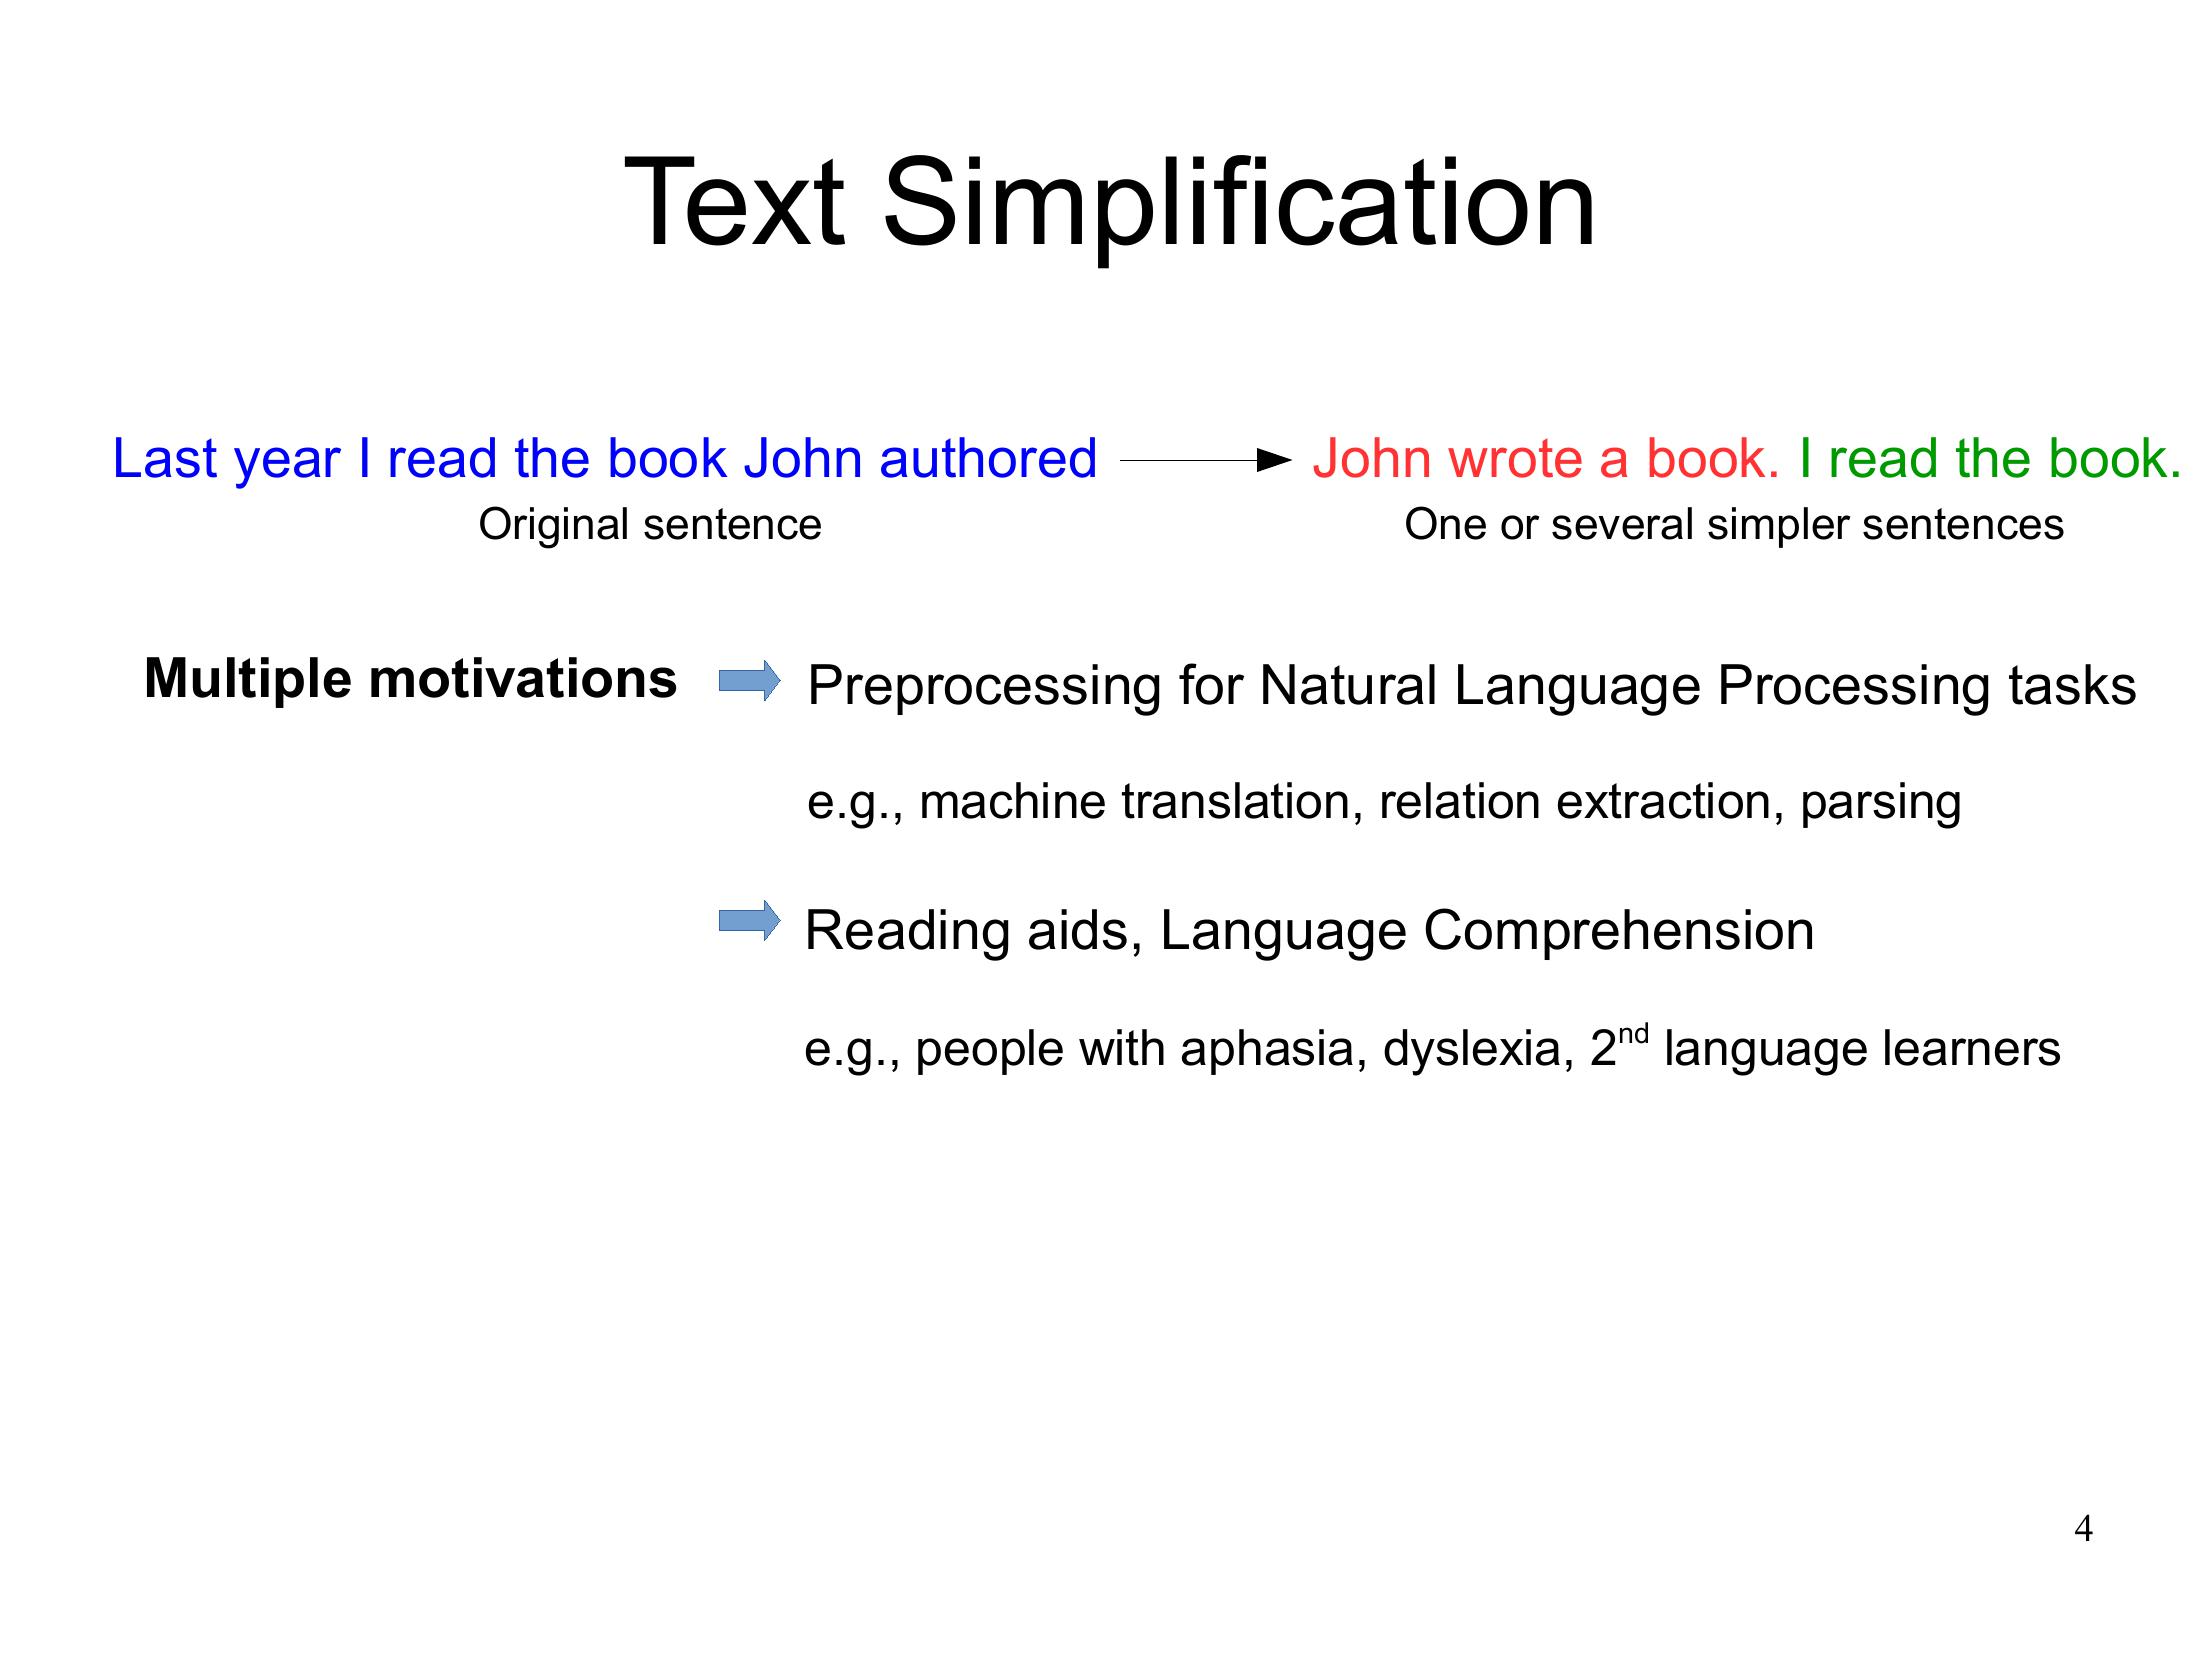 Text Simplification
Last year I read the book John authored John wrote a book. I read the book.
Original sentence One or several simpler sentences
Multiple motivations Preprocessing for Natural Language Processing tasks
e.g., machine translation, relation extraction, parsing
Reading aids, Language Comprehension
e.g., people with aphasia, dyslexia, 2nd language learners
4